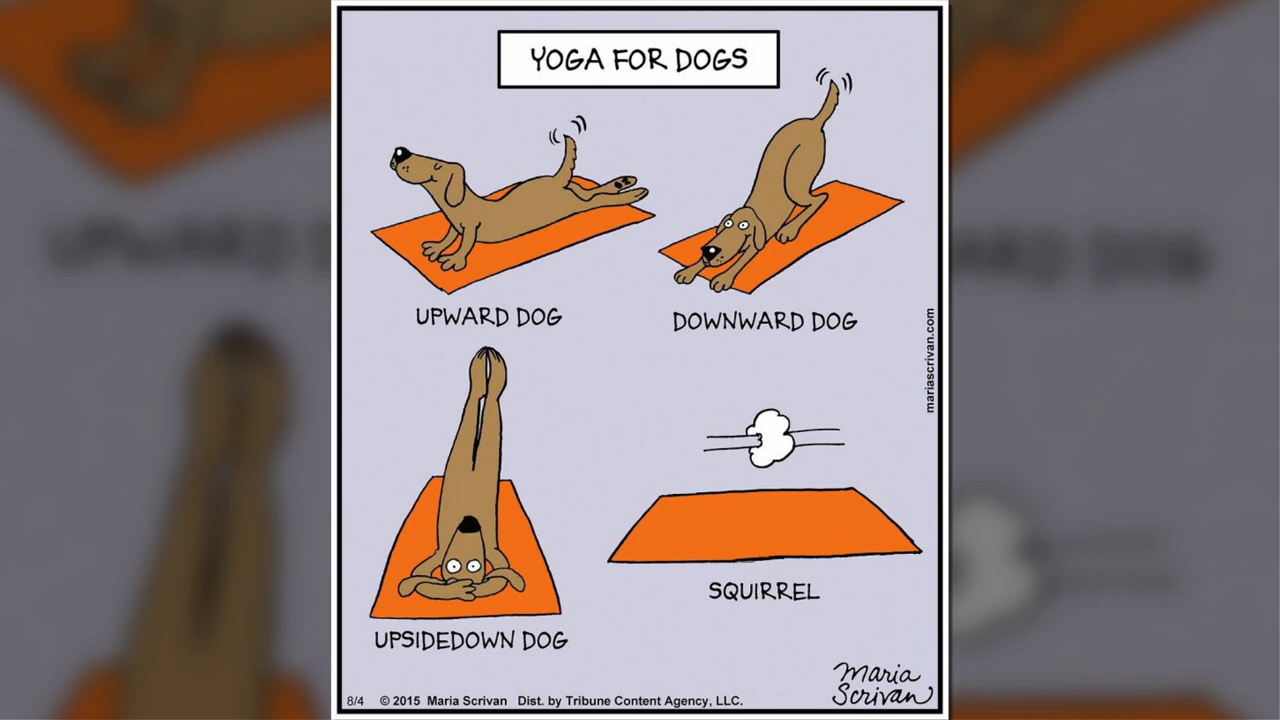 YOGA FOR DOGS
UPWARD DOG
DOWNWARD DOG
UPSIDEDOWN DOG
SQUIRREL
mariascrivan.com
Maria
Scrivan
8/4 © 2015 Maria Scrivan Dist. by Tribune Content Agency, LLC.